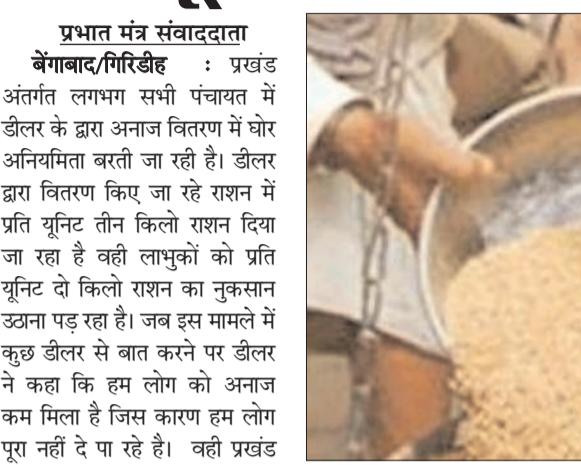 प्रभात मंत्र संवाददाता
बेंगाबाद/गिरिडीह : प्रखंड
अंतर्गत लगभग सभी पंचायत में
डीलर के द्वारा अनाज वितरण में घोर
अनियमिता बरती जा रही है। डीलर
द्वारा वितरण किए जा रहे राशन में
प्रति यूनिट तीन किलो राशन दिया
जा रहा है वही लाभुकों को प्रति
यूनिट दो किलो राशन का नुकसान
उठाना पड़ रहा है। जब इस मामले में
कुछ डीलर से बात करने पर डीलर
ने कहा कि हम लोग को अनाज
कम मिला है जिस कारण हम लोग
पूरा नहीं दे पा रहे है। वही प्रखंड